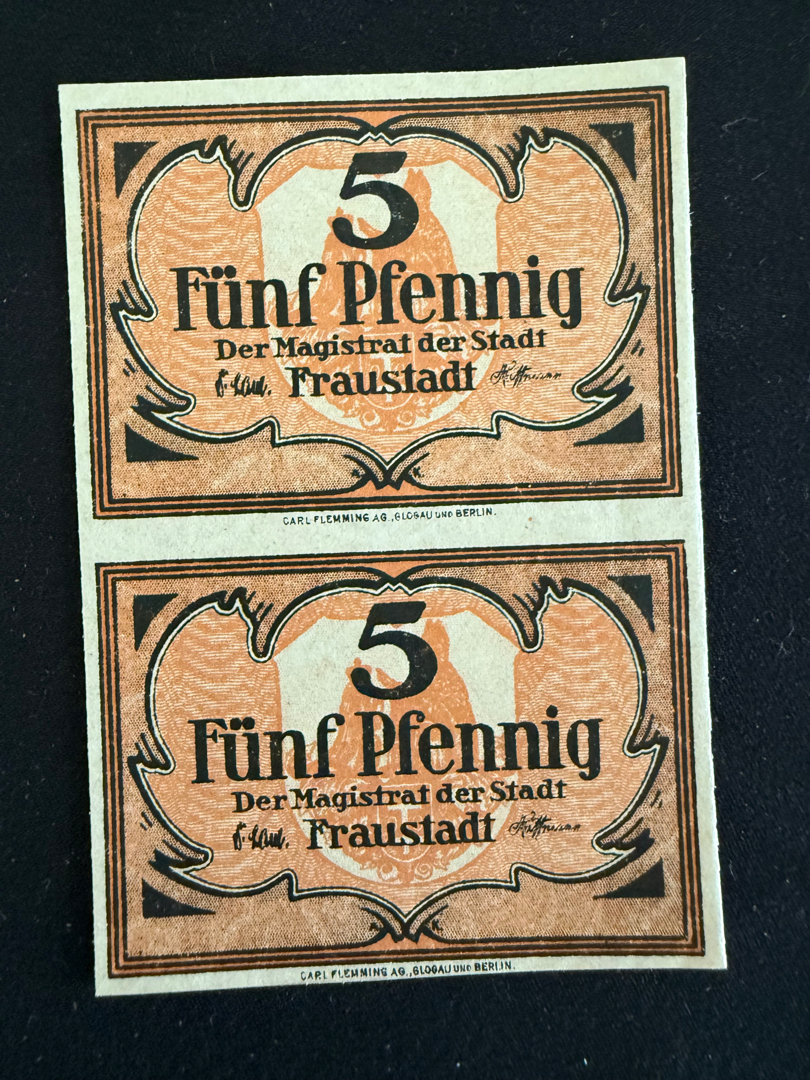 5
Fünf Pfennig
Der Magistrat der Stadt
Fraustadt
CARL FLEMMING AG., GLOGAU UND BERLIN.
5
Fünf Pfennig
Der Magistrat der Stadt
Fraustadt
CARL FLEMMING AG., GLOGAU UND BERLIN.